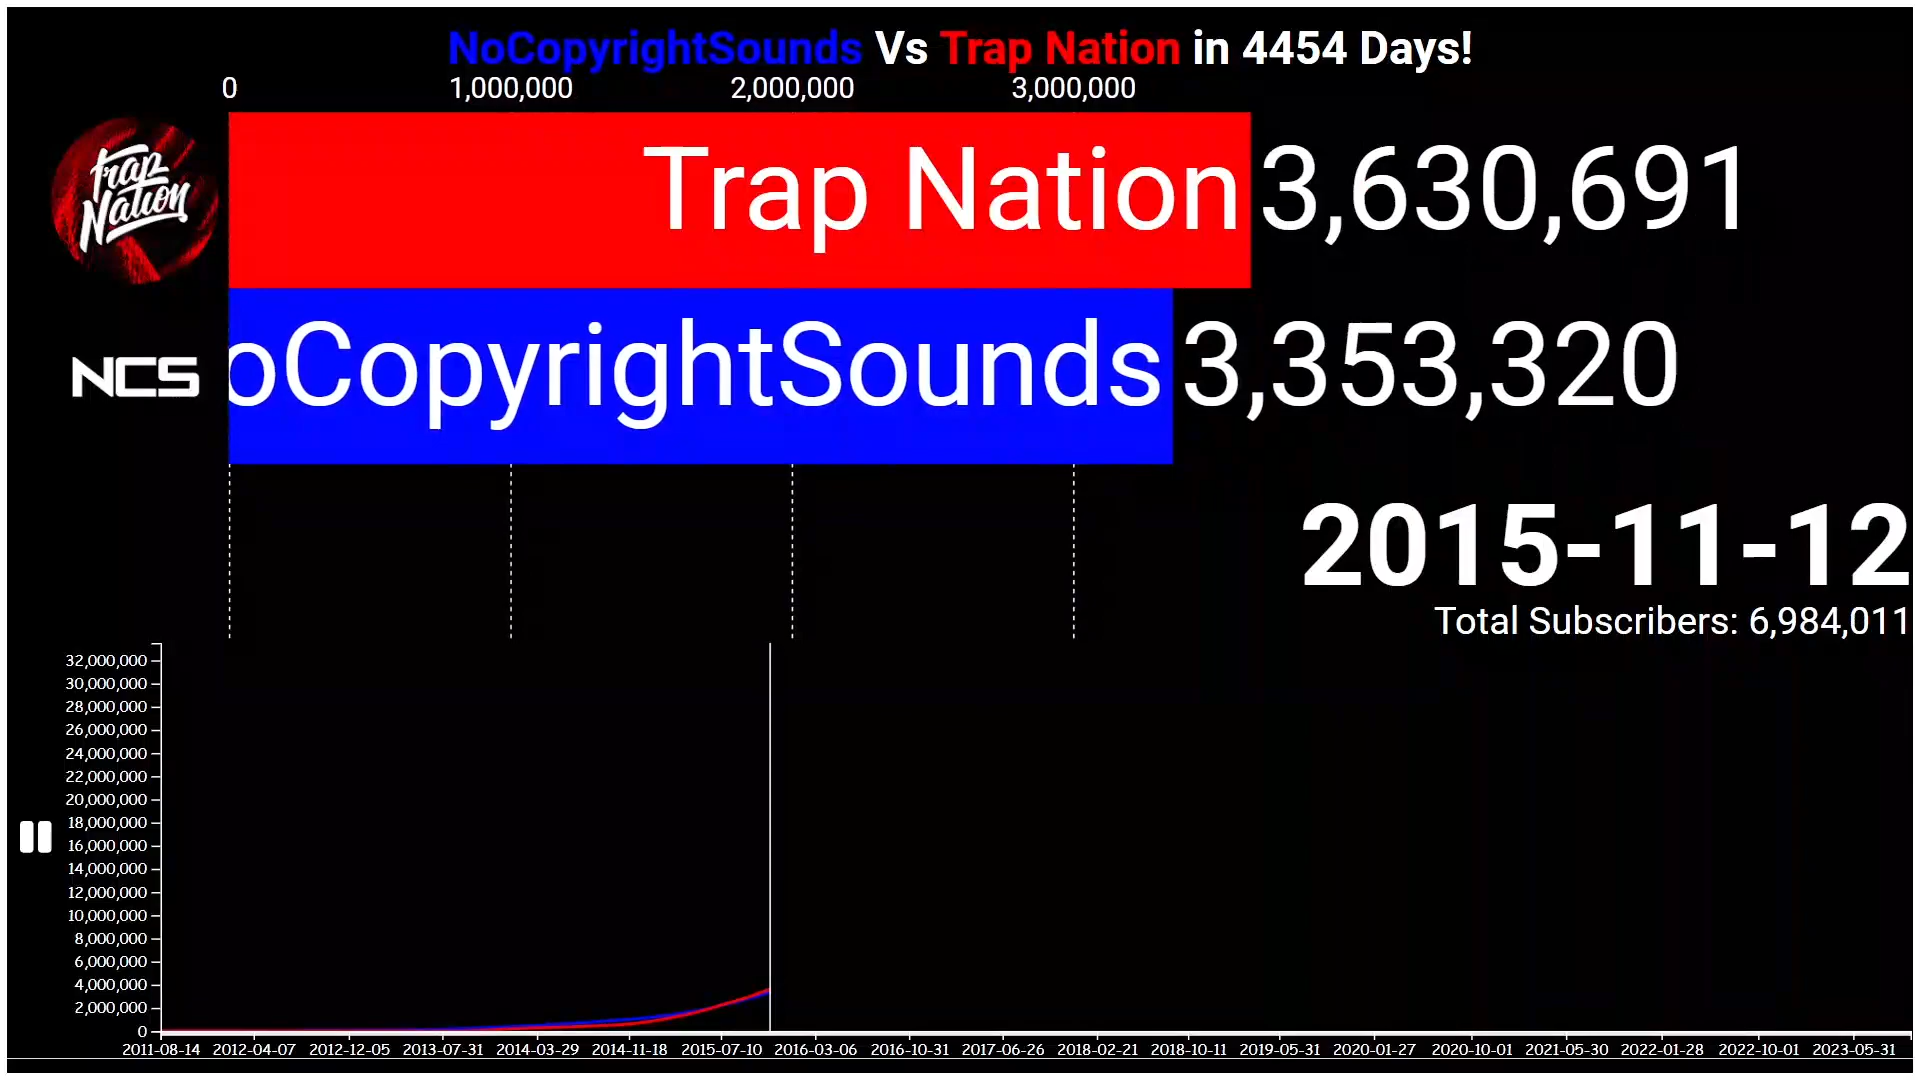 NoCopyrightSounds Vs Trap Nation in 4454 Days!
0 1,000,000 2,000,000 3,000,000
Trap Nation
Trap Nation 3,630,691
NCS
oCopyrightSounds 3,353,320
2015-11-12
Total Subscribers: 6,984,011
32,000,000
30,000,000
28,000,000
26,000,000
24,000,000
22,000,000
20,000,000
18,000,000
16,000,000
14,000,000
12,000,000
10,000,000
8,000,000
6,000,000
4,000,000
2,000,000
0
2011-08-14 2012-04-07 2012-12-05 2013-07-31 2014-03-29 2014-11-18 2015-07-10 2016-03-06 2016-10-31 2017-06-26 2018-02-21 2018-10-11 2019-05-31 2020-01-27 2020-10-01 2021-05-30 2022-01-28 2022-10-01 2023-05-31